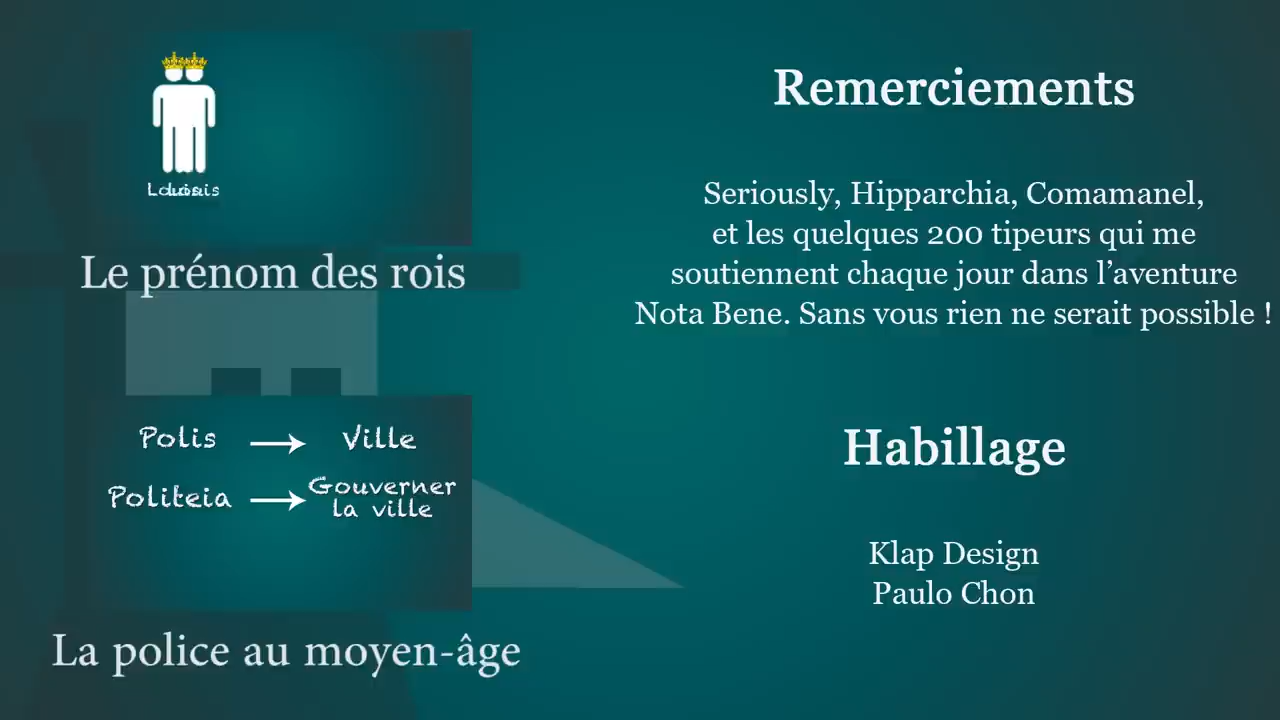 Le prénom des rois
Polis → Ville
Politeia → Gouverner
la ville
La police au moyen-âge
Remerciements
Seriously, Hipparchia, Comamanel,
et les quelques 200 tipeurs qui me
soutiennent chaque jour dans l’aventure
Nota Bene. Sans vous rien ne serait possible !
Habillage
Klap Design
Paulo Chon